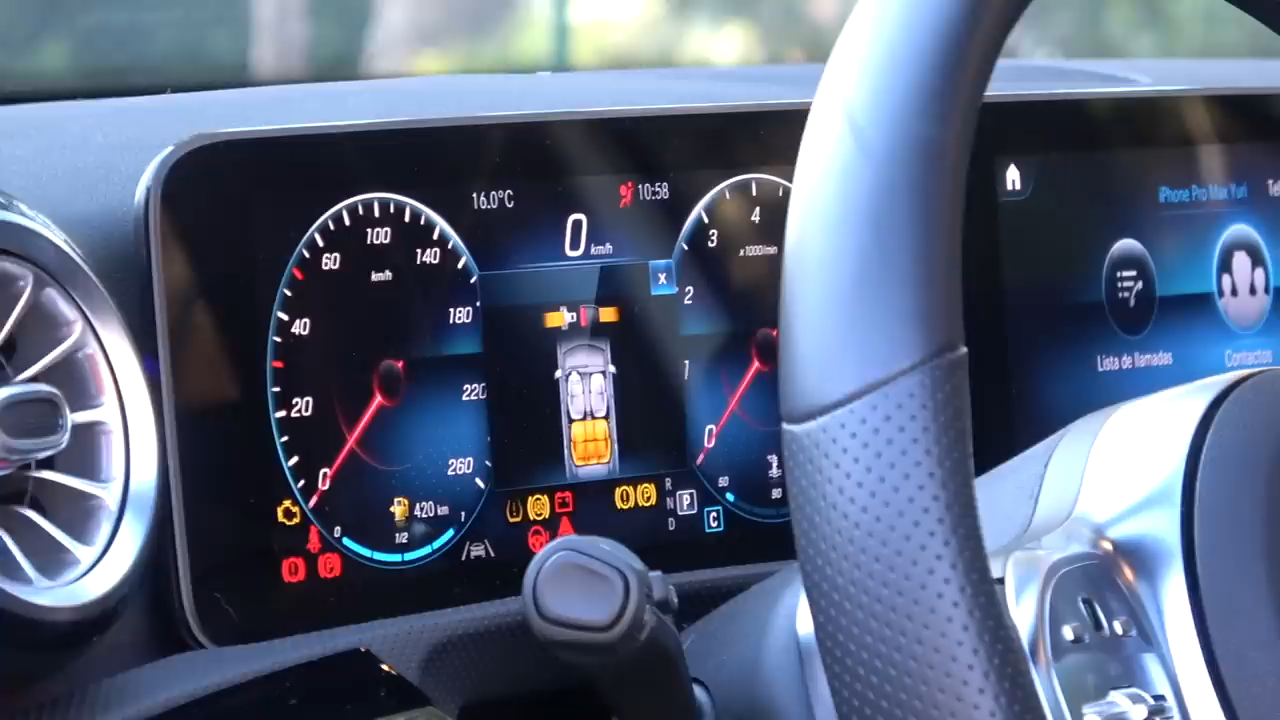 16.0°C
10:58
0 km/h
x
0
20
40
60
100
140
180
220
260
km/h
0
1
2
3
4
x1000/min
420 km
0
1/2
1
50
90
R
N
D
P
C
iPhone Pro Max Yuri
Lista de llamadas
Contactos